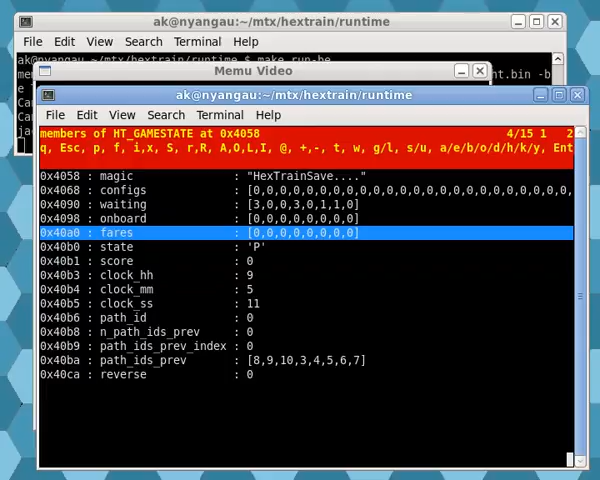 ak@nyangau:~/mtx/hextrain/runtime
File Edit View Search Terminal Help
ak@nyangau ~/mtx/hextrain/runtime $ make run-be
Memu Video
nt.bin -b
ak@nyangau:~/mtx/hextrain/runtime
File Edit View Search Terminal Help
members of HT_GAMESTATE at 0x4058 4/15 1 2
q, Esc, p, f, i,x, S, r,R, A,O,L,I, @, +,-, t, w, g/l, s/u, a/e/b/o/d/h/k/y, Ent
0x4058 : magic : "HexTrainSave...."
0x4068 : configs : [0,0,0,0,0,0,0,0,0,0,0,0,0,0,0,0,0,0,0,0,0,0,0,0,
0x4090 : waiting : [3,0,0,3,0,1,1,0]
0x4098 : onboard : [0,0,0,0,0,0,0,0]
0x40a0 : fares : [0,0,0,0,0,0,0,0]
0x40b0 : state : 'P'
0x40b1 : score : 0
0x40b3 : clock_hh : 9
0x40b4 : clock_mm : 5
0x40b5 : clock_ss : 11
0x40b6 : path_id : 0
0x40b8 : n_path_ids_prev : 0
0x40b9 : path_ids_prev_index : 0
0x40ba : path_ids_prev : [8,9,10,3,4,5,6,7]
0x40ca : reverse : 0